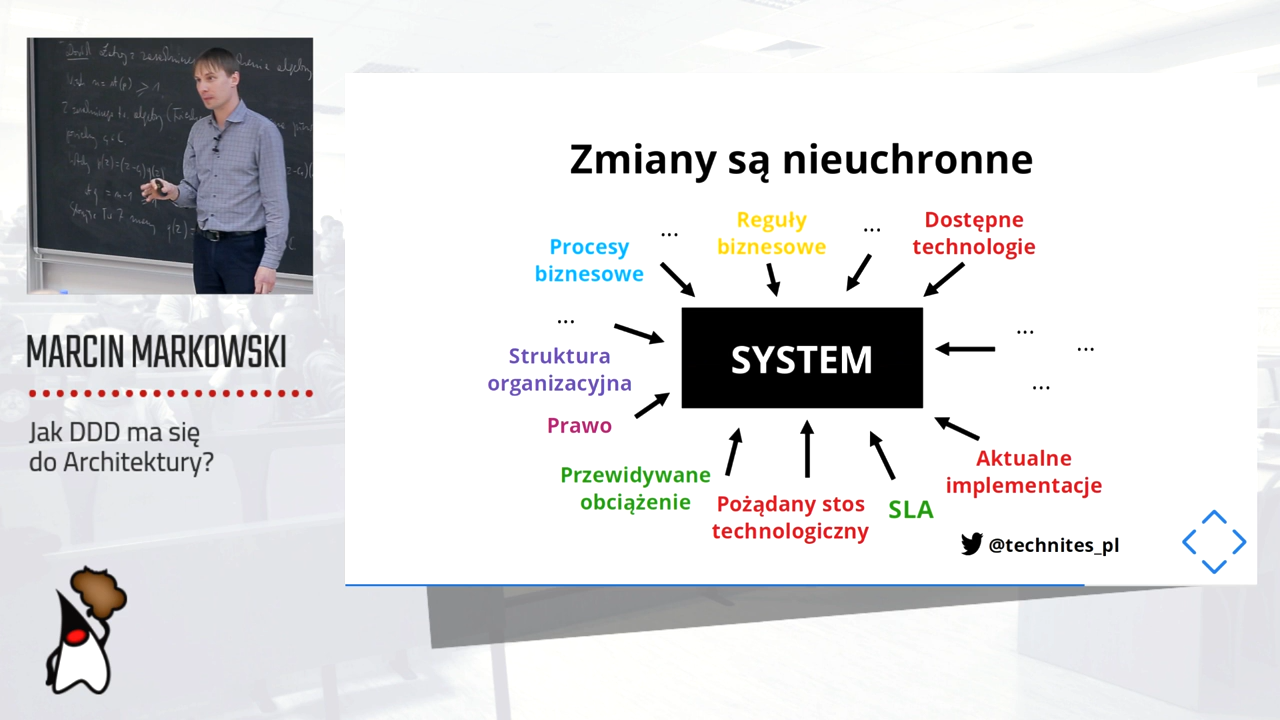 MARCIN MARKOWSKI
Jak DDD ma się
do Architektury?
Zmiany są nieuchronne
...
Reguły
biznesowe
...
Dostępne
technologie
Procesy
biznesowe
...
Struktura
organizacyjna
Prawo
SYSTEM
...
...
...
Przewidywane
obciążenie
Pożądany stos
technologiczny
SLA
Aktualne
implementacje
@technites_pl